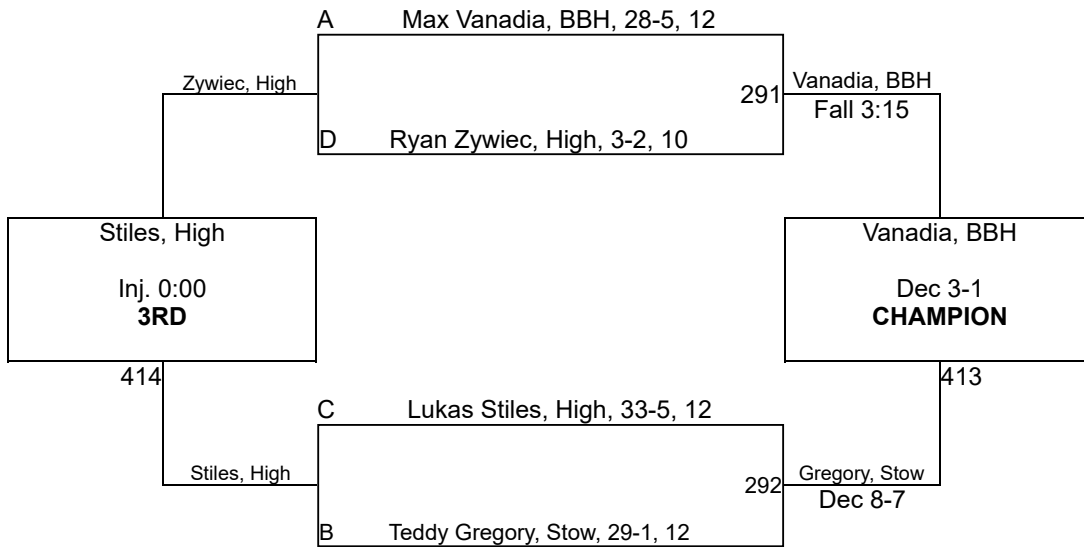 A Max Vanadia, BBH, 28-5, 12
Zywiec, High
291
Vanadia, BBH
Fall 3:15
D Ryan Zywiec, High, 3-2, 10
Stiles, High
Inj. 0:00
3RD
Vanadia, BBH
Dec 3-1
CHAMPION
414
413
C Lukas Stiles, High, 33-5, 12
Stiles, High
292
Gregory, Stow
Dec 8-7
B Teddy Gregory, Stow, 29-1, 12